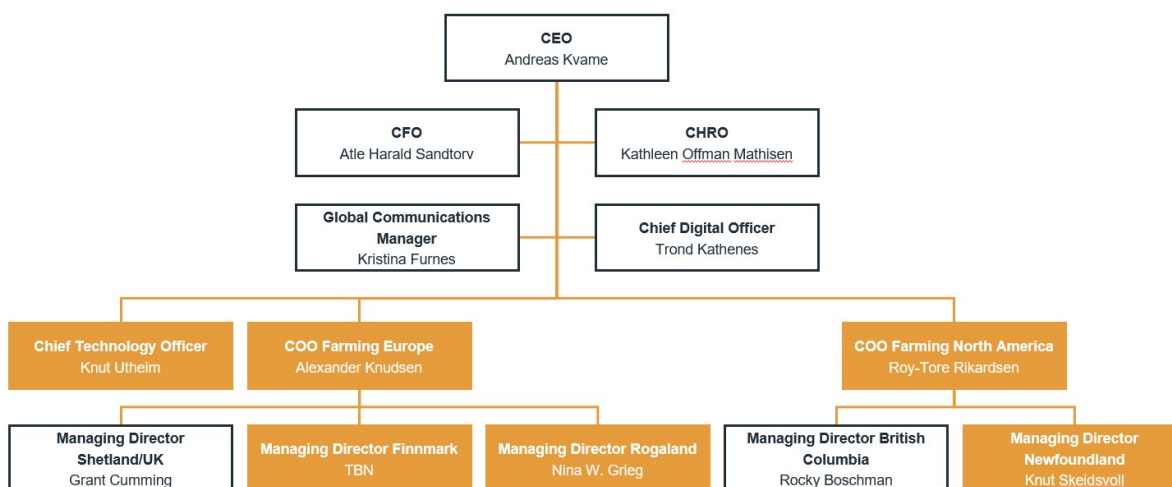 CEO
Andreas Kvame
CFO
Atle Harald Sandtorv
CHRO
Kathleen Offman Mathisen
Global Communications
Manager
Kristina Furnes
Chief Digital Officer
Trond Kathenes
Chief Technology Officer
Knut Utheim
COO Farming Europe
Alexander Knudsen
COO Farming North America
Roy-Tore Rikardsen
Managing Director
Shetland/UK
Grant Cumming
Managing Director Finnmark
TBN
Managing Director Rogaland
Nina W. Grieg
Managing Director British
Columbia
Rocky Boschman
Managing Director
Newfoundland
Knut Skeidsvoll